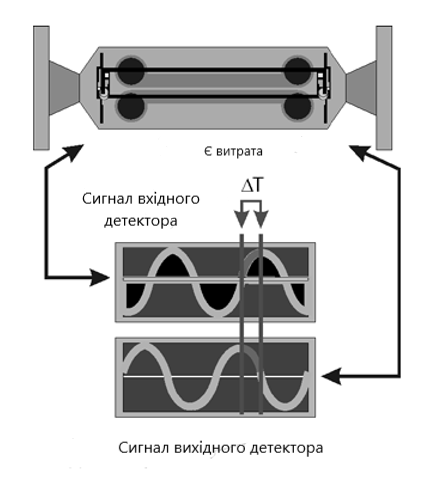 Є витрата
Сигнал вхідного
детектора
ΔT
Сигнал вихідного детектора